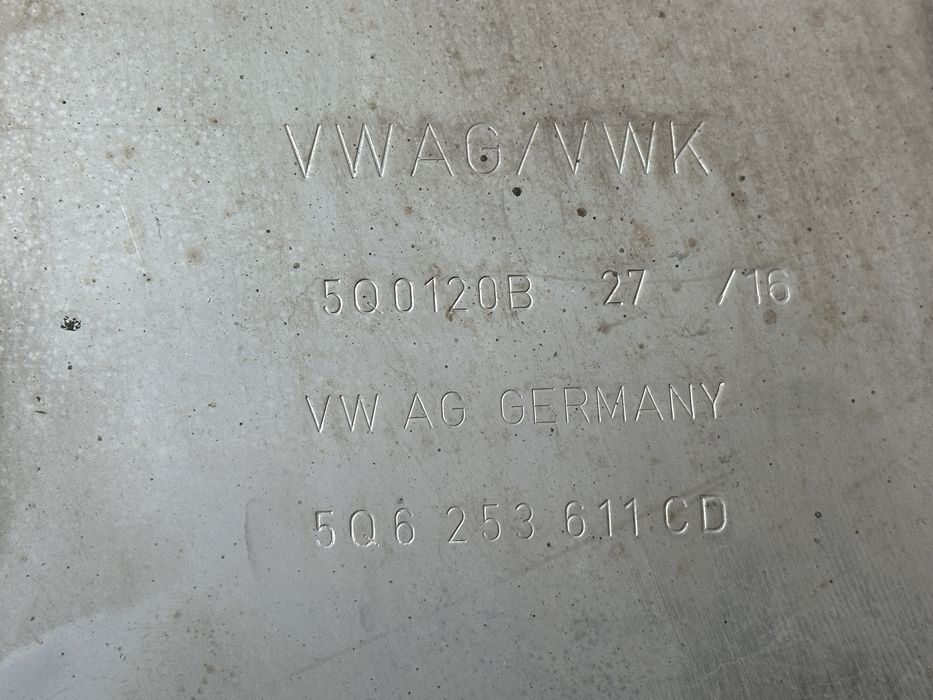 VWAG/VWK
5Q0120B 27 /16
VW AG GERMANY
5Q6 253 611 CD